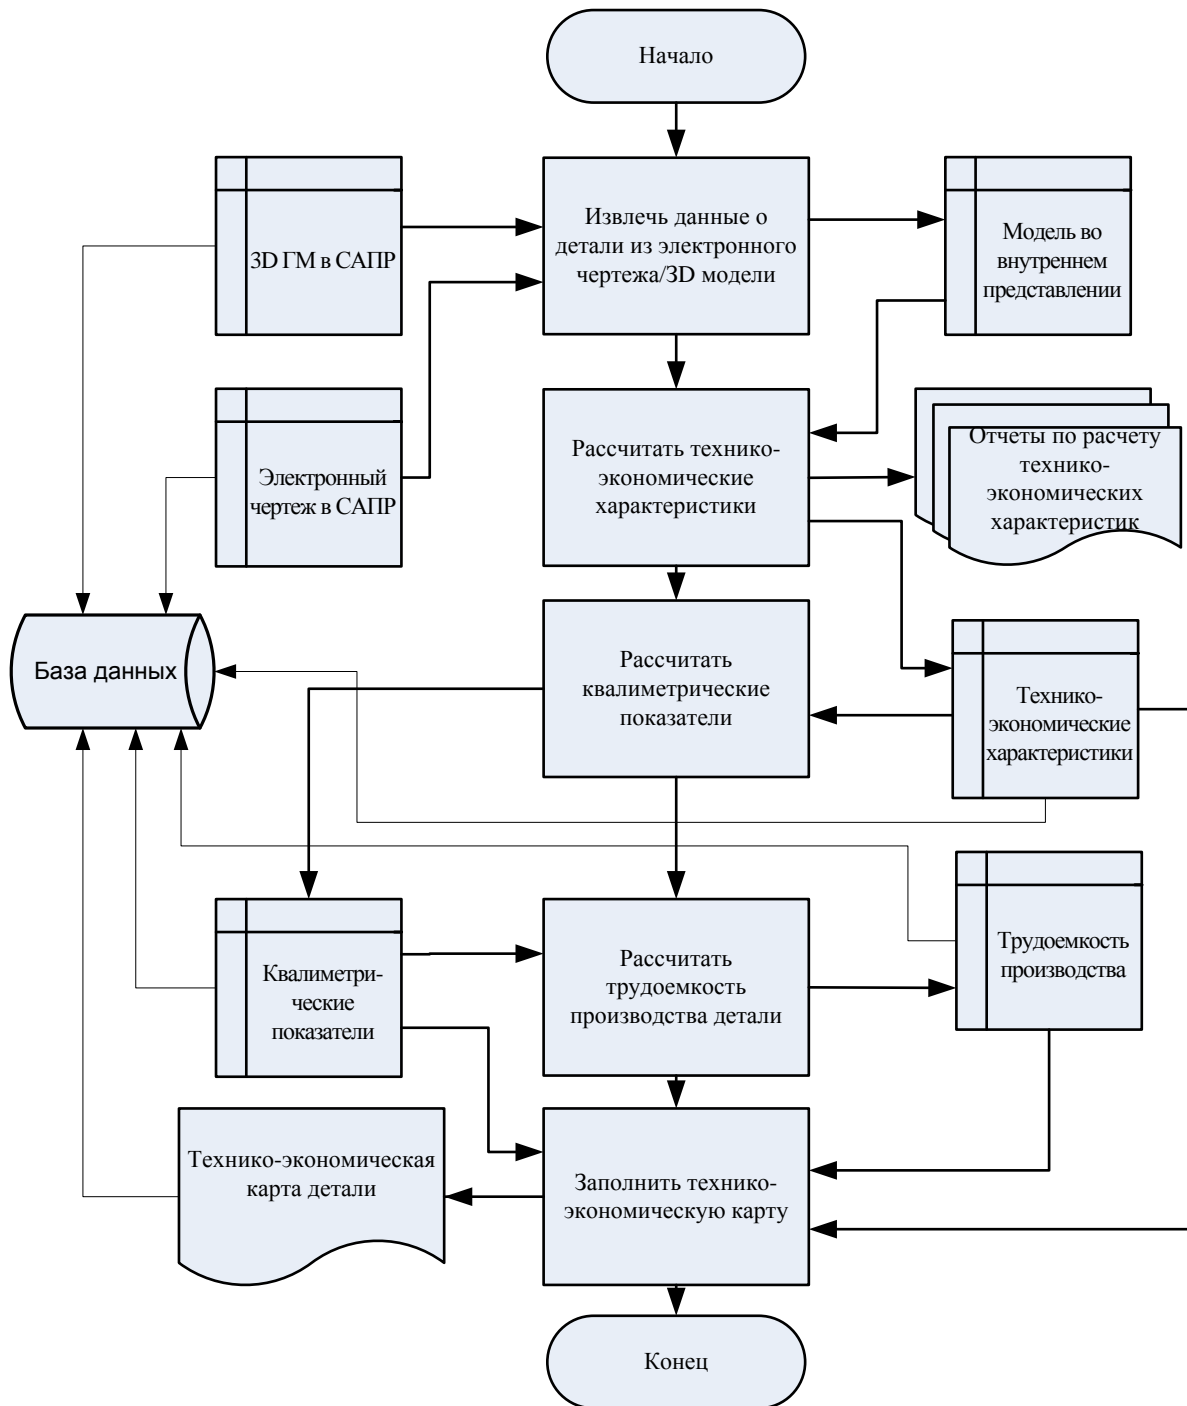 Начало
3D ГМ в САПР
Извлечь данные о
детали из электронного
чертежа/3D модели
Модель во
внутреннем
представлении
Электронный
чертеж в САПР
Рассчитать технико-
экономические
характеристики
Отчеты по расчету
технико-
экономических
характеристик
База данных
Рассчитать
квалиметрические
показатели
Технико-
экономические
характеристики
Квалиметри-
ческие
показатели
Рассчитать
трудоемкость
производства детали
Трудоемкость
производства
Технико-экономическая
карта детали
Заполнить технико-
экономическую карту
Конец